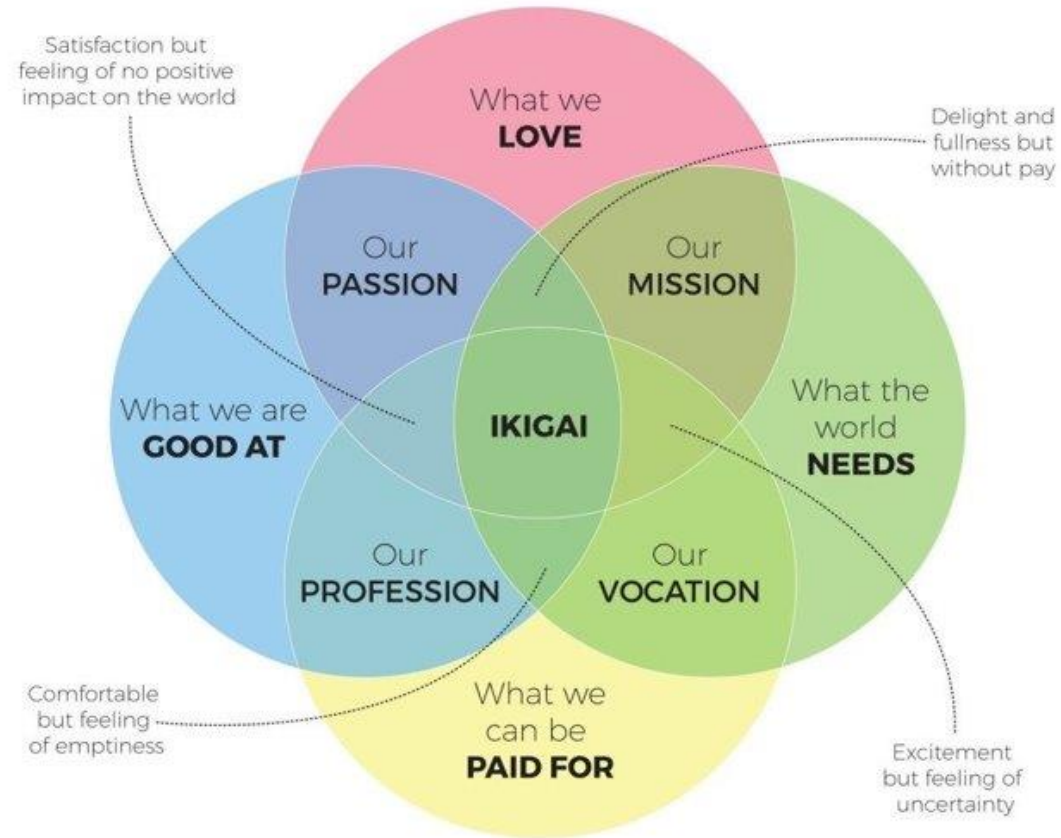 Satisfaction but
feeling of no positive
impact on the world
What we
LOVE
Delight and
fullness but
without pay
Our
PASSION
Our
MISSION
What we are
GOOD AT
IKIGAI
What the
world
NEEDS
Our
PROFESSION
Our
VOCATION
Comfortable
but feeling
of emptiness
What we
can be
PAID FOR
Excitement
but feeling of
uncertainty